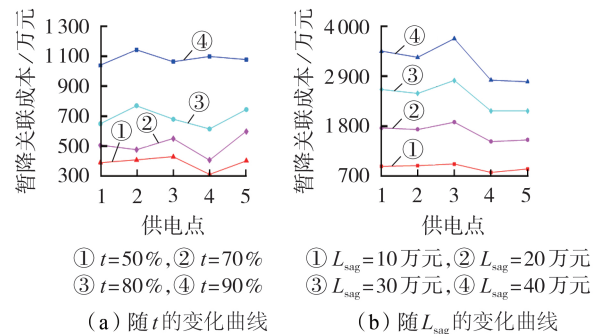 暂降关联成本/万元
1 300
1 100
900
700
500
300
① ② ③ ④
1 2 3 4 5
供电点
① t=50%,② t=70%
③ t=80%,④ t=90%
(a)随t的变化曲线
暂降关联成本/万元
4 000
2 900
1 800
700
④
③
②
①
1 2 3 4 5
供电点
① Lsag=10万元,② Lsag=20万元
③ Lsag=30万元,④ Lsag=40万元
(b)随Lsag的变化曲线